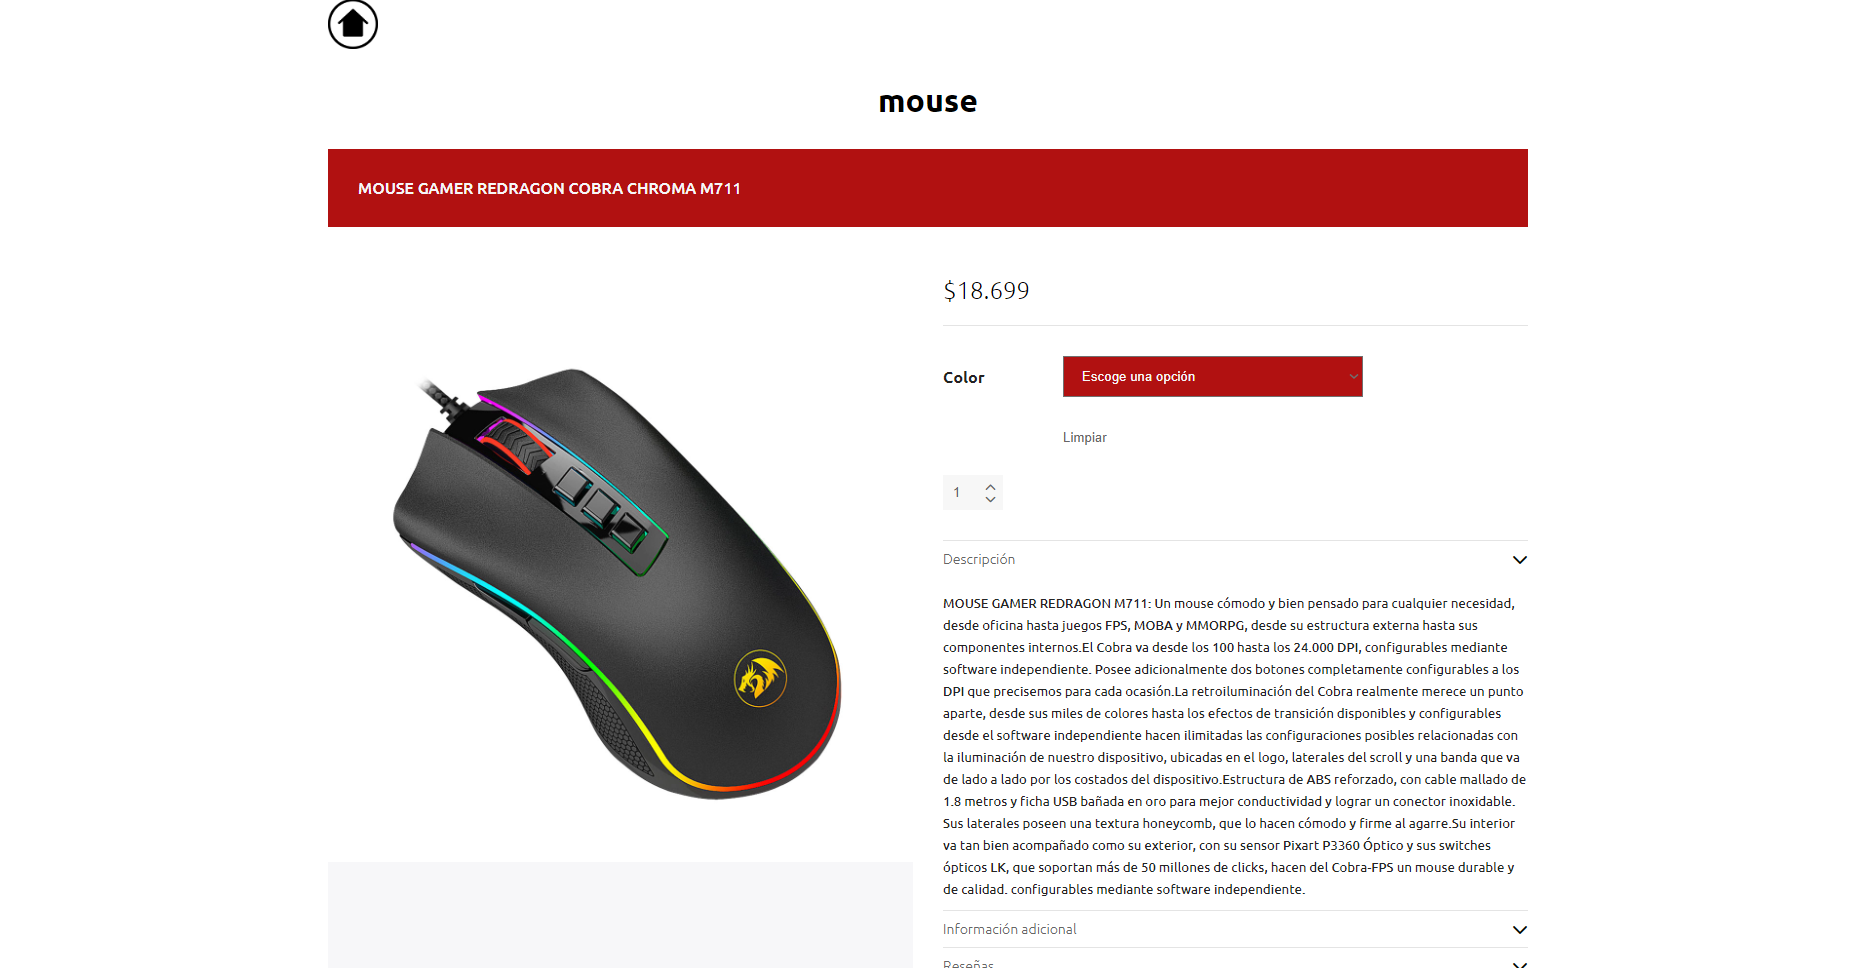 mouse
MOUSE GAMER REDRAGON COBRA CHROMA M711
$18.699
Color
Escoge una opción
Limpiar
1
Descripción
MOUSE GAMER REDRAGON M711: Un mouse cómodo y bien pensado para cualquier necesidad,
desde oficina hasta juegos FPS, MOBA y MMORPG, desde su estructura externa hasta sus
componentes internos.El Cobra va desde los 100 hasta los 24.000 DPI, configurables mediante
software independiente. Posee adicionalmente dos botones completamente configurables a los
DPI que precisemos para cada ocasión.La retroiluminación del Cobra realmente merece un punto
aparte, desde sus miles de colores hasta los efectos de transición disponibles y configurables
desde el software independiente hacen ilimitadas las configuraciones posibles relacionadas con
la iluminación de nuestro dispositivo, ubicadas en el logo, laterales del scroll y una banda que va
de lado a lado por los costados del dispositivo.Estructura de ABS reforzado, con cable mallado de
1.8 metros y ficha USB bañada en oro para mejor conductividad y lograr un conector inoxidable.
Sus laterales poseen una textura honeycomb, que lo hacen cómodo y firme al agarre.Su interior
va tan bien acompañado como su exterior, con su sensor Pixart P3360 Óptico y sus switches
ópticos LK, que soportan más de 50 millones de clicks, hacen del Cobra-FPS un mouse durable y
de calidad. configurables mediante software independiente.
Información adicional
Reseñas